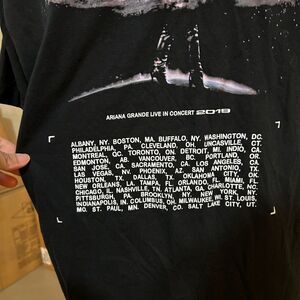 ARIANA GRANDE LIVE IN CONCERT 2019
ALBANY, NY. BOSTON, MA. BUFFALO, NY. WASHINGTON, DC.
PHILADELPHIA, PA. CLEVELAND, OH. UNCASVILLE, CT.
MONTREAL, QC. TORONTO, ON. DETROIT, MI. INDIO, CA.
EDMONTON, AB. VANCOUVER, BC. PORTLAND, OR.
SAN JOSE, CA. SACRAMENTO, CA. LOS ANGELES, CA.
LAS VEGAS, NV. PHOENIX, AZ. SAN ANTONIO, TX.
HOUSTON, TX. DALLAS, TX. OKLAHOMA CITY,
NEW ORLEANS, LA. TAMPA, FL. ORLANDO, FL. MIAMI, FL.
CHICAGO, IL. NASHVILLE, TN. ATLANTA, GA. CHARLOTTE, NC.
PITTSBURGH, PA. BROOKLYN, NY. NEW YORK, NY.
INDIANAPOLIS, IN. COLUMBUS, OH. MILWAUKEE, WI. ST. LOUIS,
MO. ST. PAUL, MN. DENVER, CO. SALT LAKE CITY, UT.